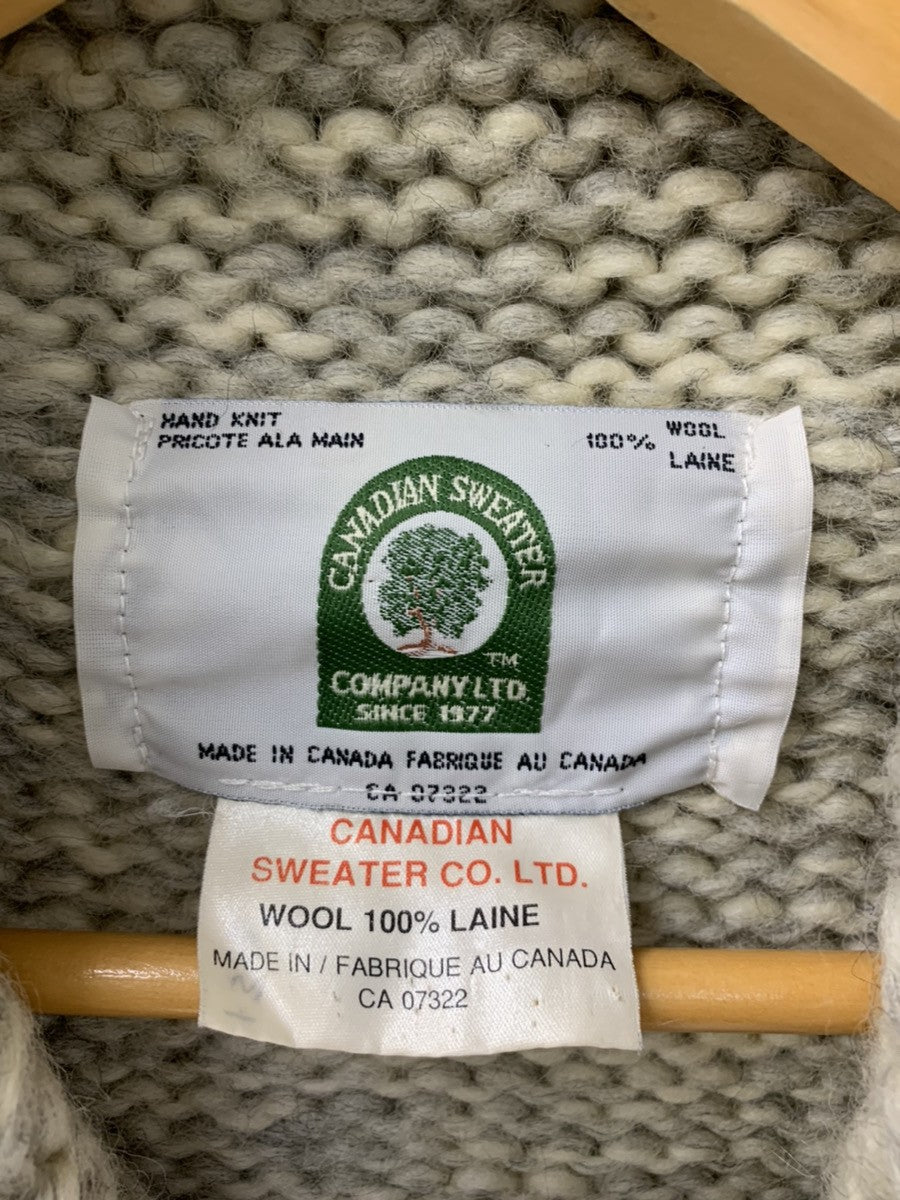 HAND KNIT
PRICOTE ALA MAIN
100% WOOL
LAINE
CANADIAN SWEATER
TM
COMPANY LTD.
SINCE 1977
MADE IN CANADA FABRIQUE AU CANADA
CA 07322
CANADIAN
SWEATER CO. LTD.
WOOL 100% LAINE
MADE IN / FABRIQUE AU CANADA
CA 07322